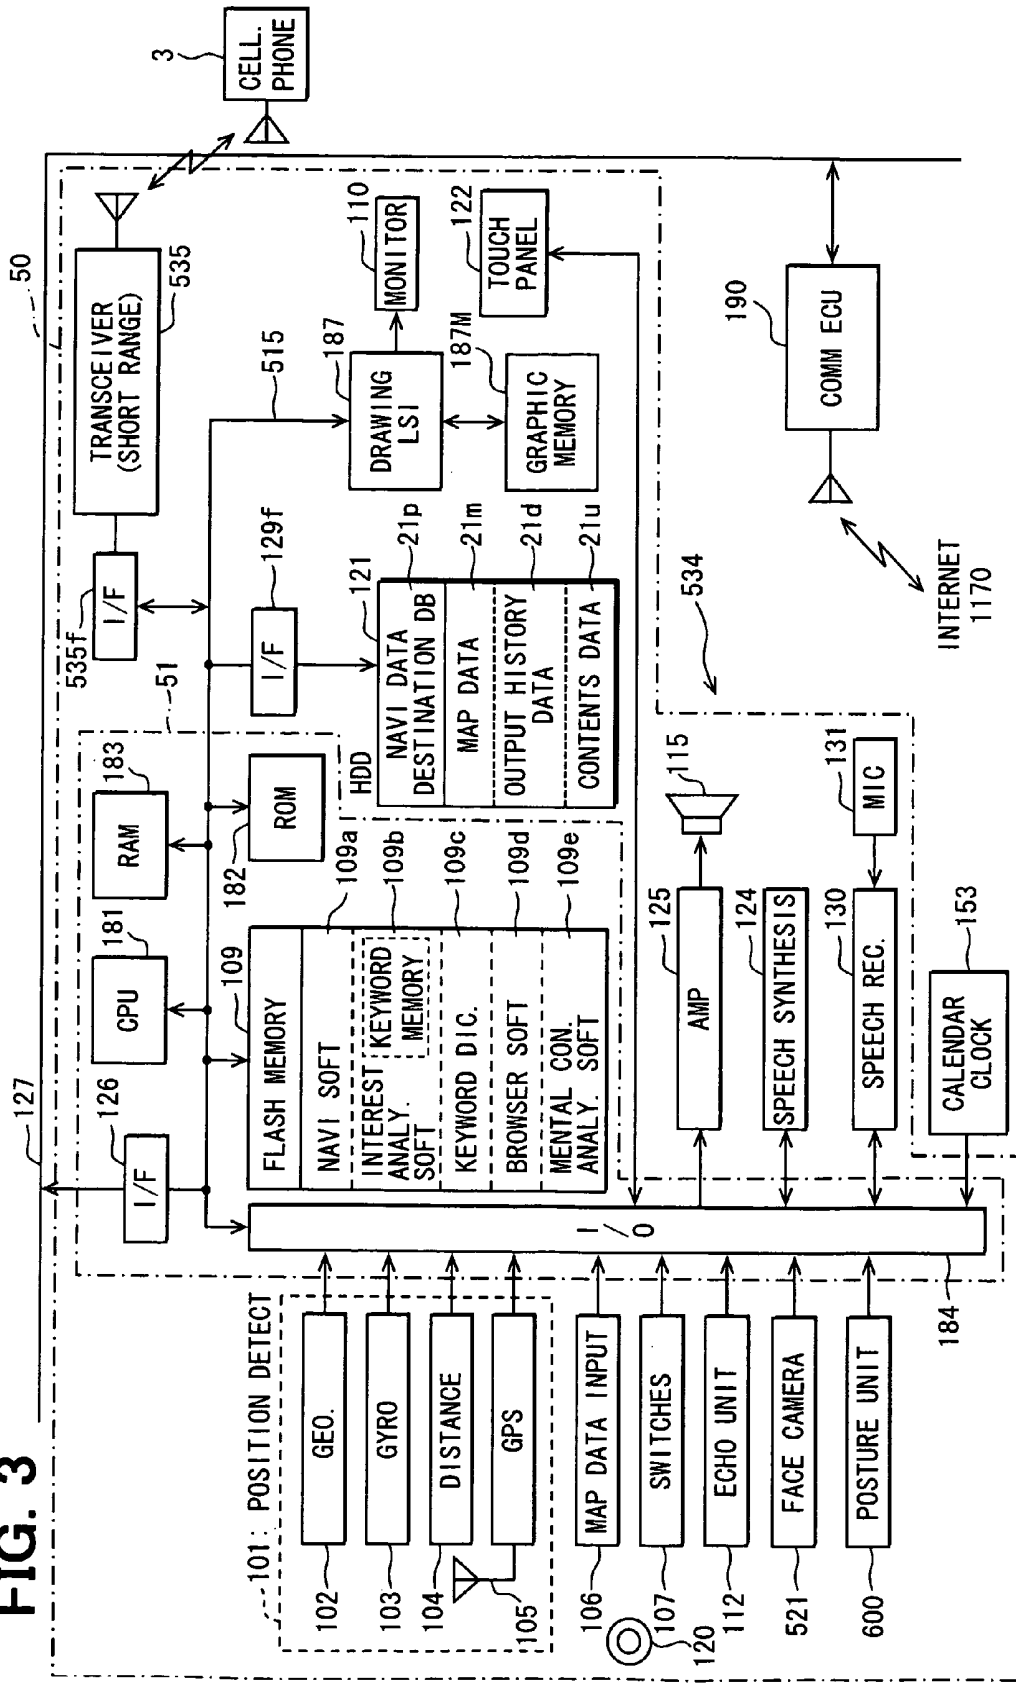 FIG. 3
127
50
3
CELL.
PHONE
TRANSCEIVER
(SHORT RANGE)
535
535f
I/F
51
126
I/F
181
CPU
183
RAM
182
ROM
129f
I/F
515
187
DRAWING
LSI
110
MONITOR
187M
GRAPHIC
MEMORY
122
TOUCH
PANEL
109
FLASH MEMORY
NAVI SOFT
109a
INTEREST
ANALY.
SOFT
KEYWORD
MEMORY
109b
KEYWORD DIC.
109c
BROWSER SOFT
109d
MENTAL CON.
ANALY. SOFT
109e
HDD
121
NAVI DATA
DESTINATION DB
21p
MAP DATA
21m
OUTPUT HISTORY
DATA
21d
CONTENTS DATA
21u
101: POSITION DETECT
102
GEO.
103
GYRO
104
DISTANCE
105
GPS
106
MAP DATA INPUT
120
107
SWITCHES
112
ECHO UNIT
521
FACE CAMERA
600
POSTURE UNIT
I/O
184
125
AMP
115
124
SPEECH SYNTHESIS
130
SPEECH REC.
131
MIC
153
CALENDAR
CLOCK
534
190
COMM ECU
INTERNET
1170